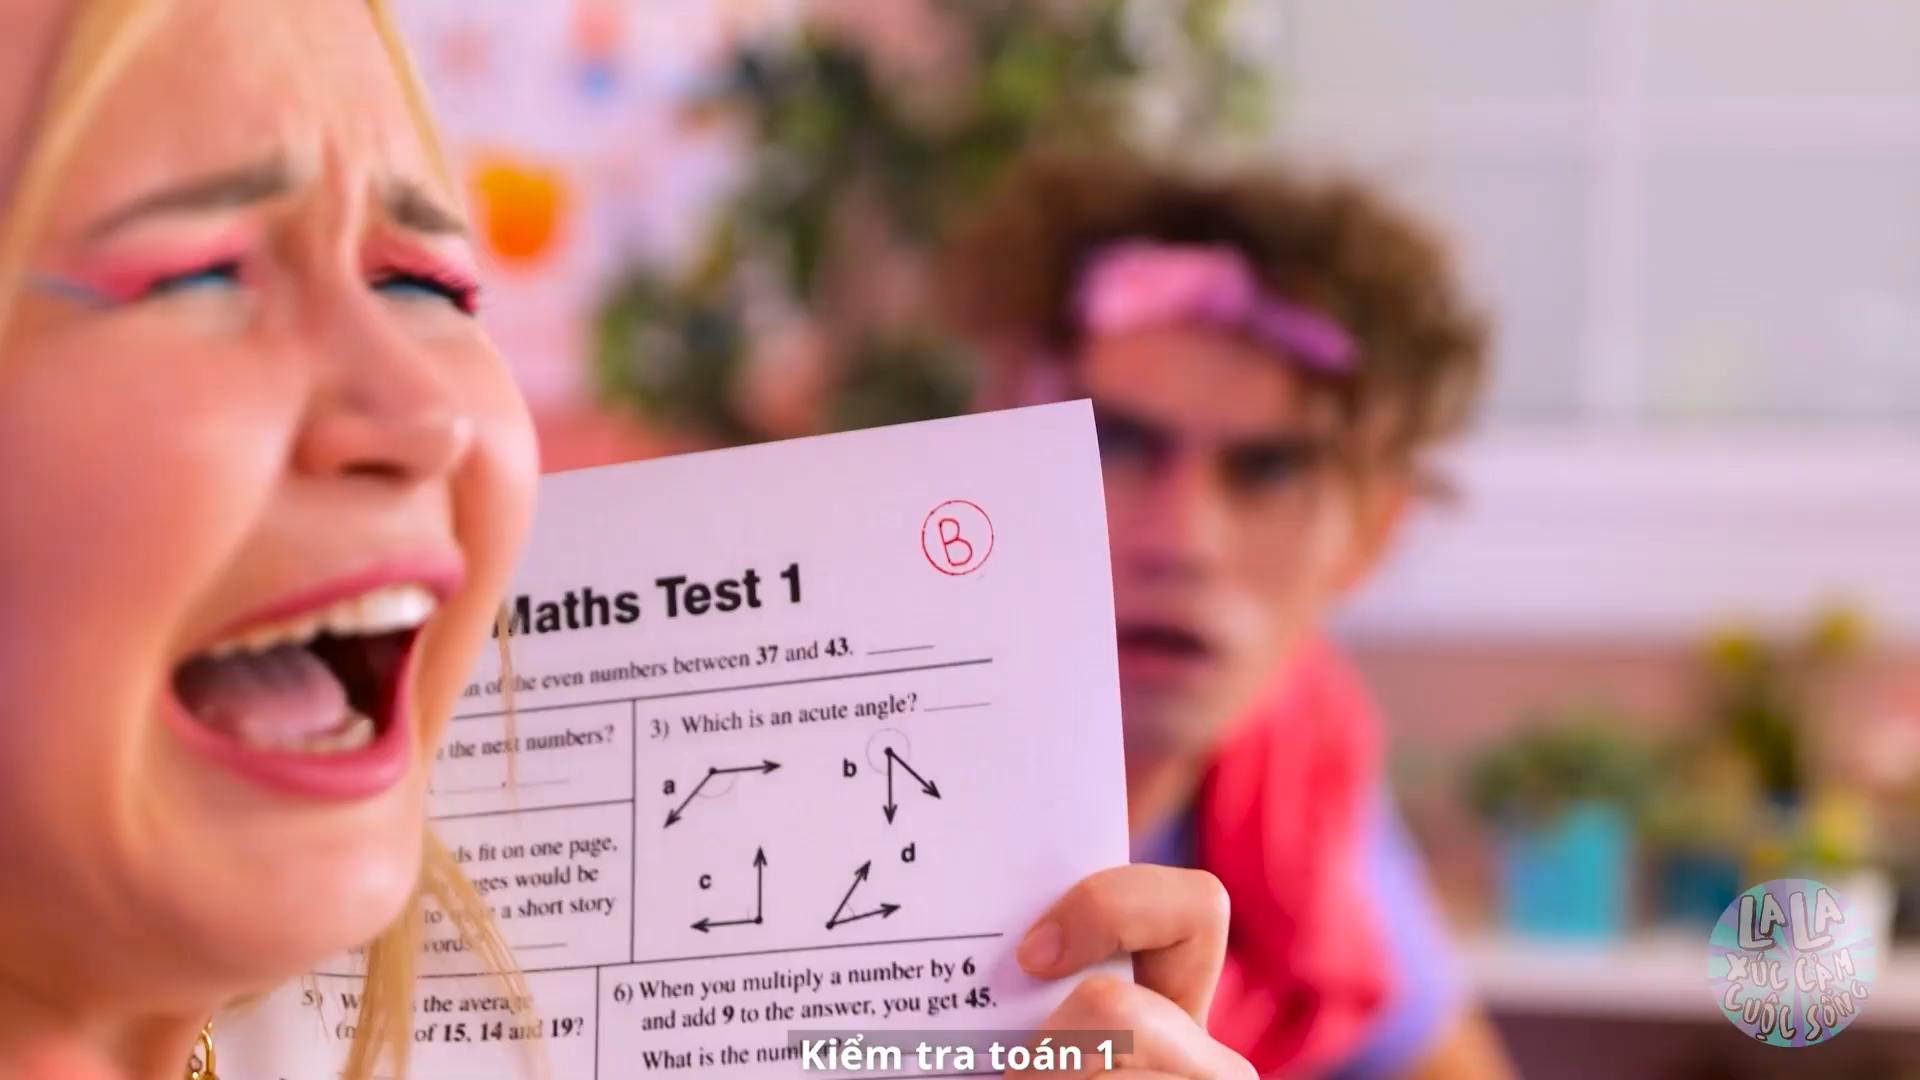 B
Maths Test 1
the even numbers between 37 and 43.
the next numbers?
3) Which is an acute angle?
a
b
c
d
fit on one page,
would be
to a short story
words
5) the average
of 15, 14 and 19?
6) When you multiply a number by 6
and add 9 to the answer, you get 45.
What is the
Kiểm tra toán 1
LA LA
XÚC CẢM
CUỘC SỐNG